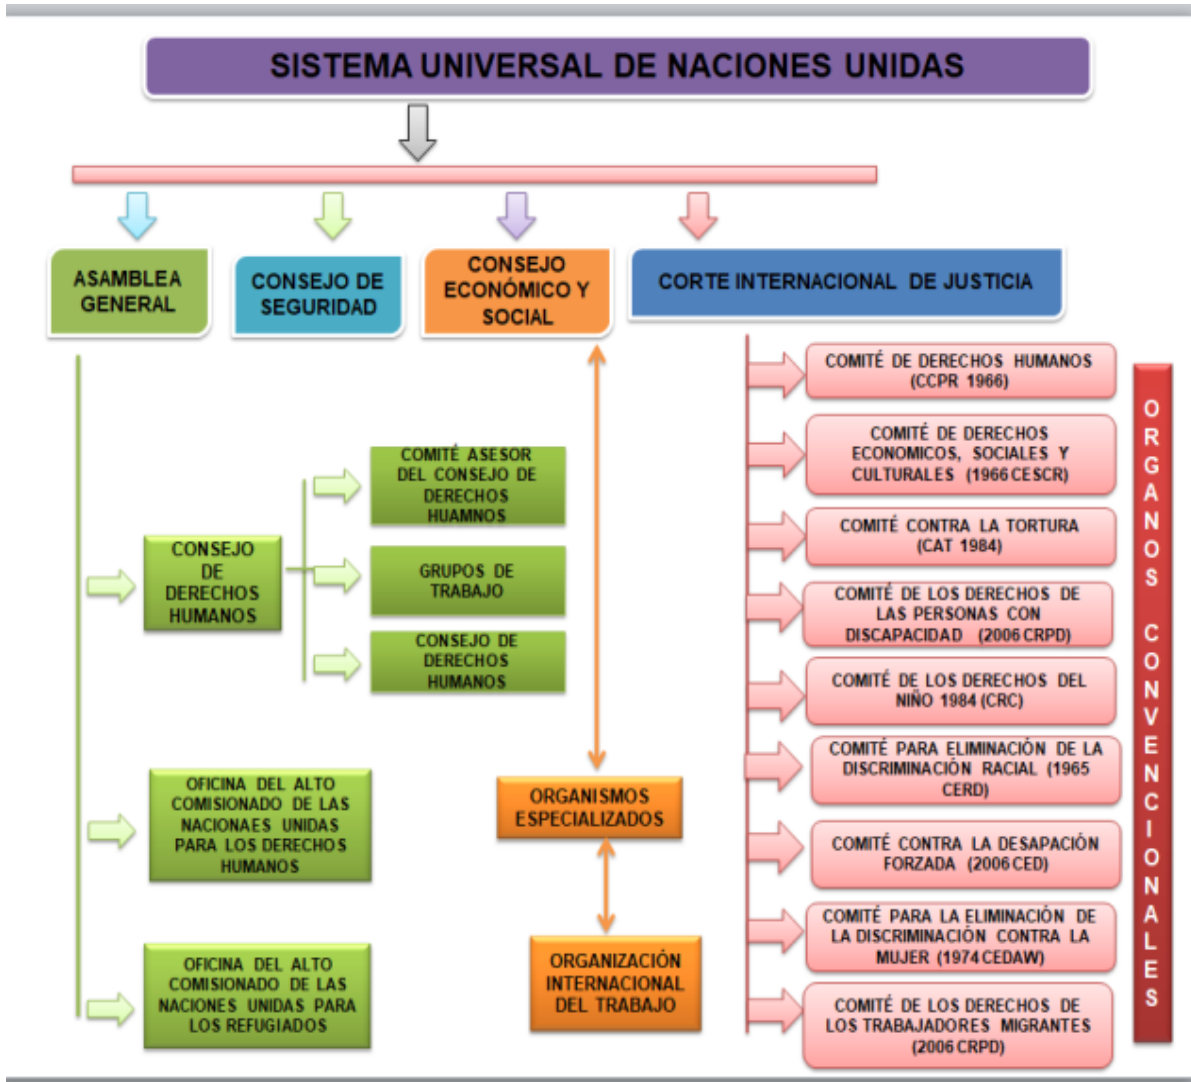 SISTEMA UNIVERSAL DE NACIONES UNIDAS
ASAMBLEA
GENERAL
CONSEJO DE
SEGURIDAD
CONSEJO
ECONÓMICO Y
SOCIAL
CORTE INTERNACIONAL DE JUSTICIA
CONSEJO
DE
DERECHOS
HUMANOS
COMITÉ ASESOR
DEL CONSEJO DE
DERECHOS
HUAMNOS
GRUPOS DE
TRABAJO
CONSEJO DE
DERECHOS
HUMANOS
OFICINA DEL ALTO
COMISIONADO DE LAS
NACIONAES UNIDAS
PARA LOS DERECHOS
HUMANOS
OFICINA DEL ALTO
COMISIONADO DE LAS
NACIONES UNIDAS PARA
LOS REFUGIADOS
ORGANISMOS
ESPECIALIZADOS
ORGANIZACIÓN
INTERNACIONAL
DEL TRABAJO
COMITÉ DE DERECHOS HUMANOS
(CCPR 1966)
COMITÉ DE DERECHOS
ECONOMICOS, SOCIALES Y
CULTURALES (1966 CESCR)
COMITÉ CONTRA LA TORTURA
(CAT 1984)
COMITÉ DE LOS DERECHOS DE
LAS PERSONAS CON
DISCAPACIDAD (2006 CRPD)
COMITÉ DE LOS DERECHOS DEL
NIÑO 1984 (CRC)
COMITÉ PARA ELIMINACIÓN DE LA
DISCRIMINACIÓN RACIAL (1965
CERD)
COMITÉ CONTRA LA DESAPACIÓN
FORZADA (2006 CED)
COMITÉ PARA LA ELIMINACIÓN DE
LA DISCRIMINACIÓN CONTRA LA
MUJER (1974 CEDAW)
COMITÉ DE LOS DERECHOS DE
LOS TRABAJADORES MIGRANTES
(2006 CRPD)
ORGANOS CONVENCIONALES